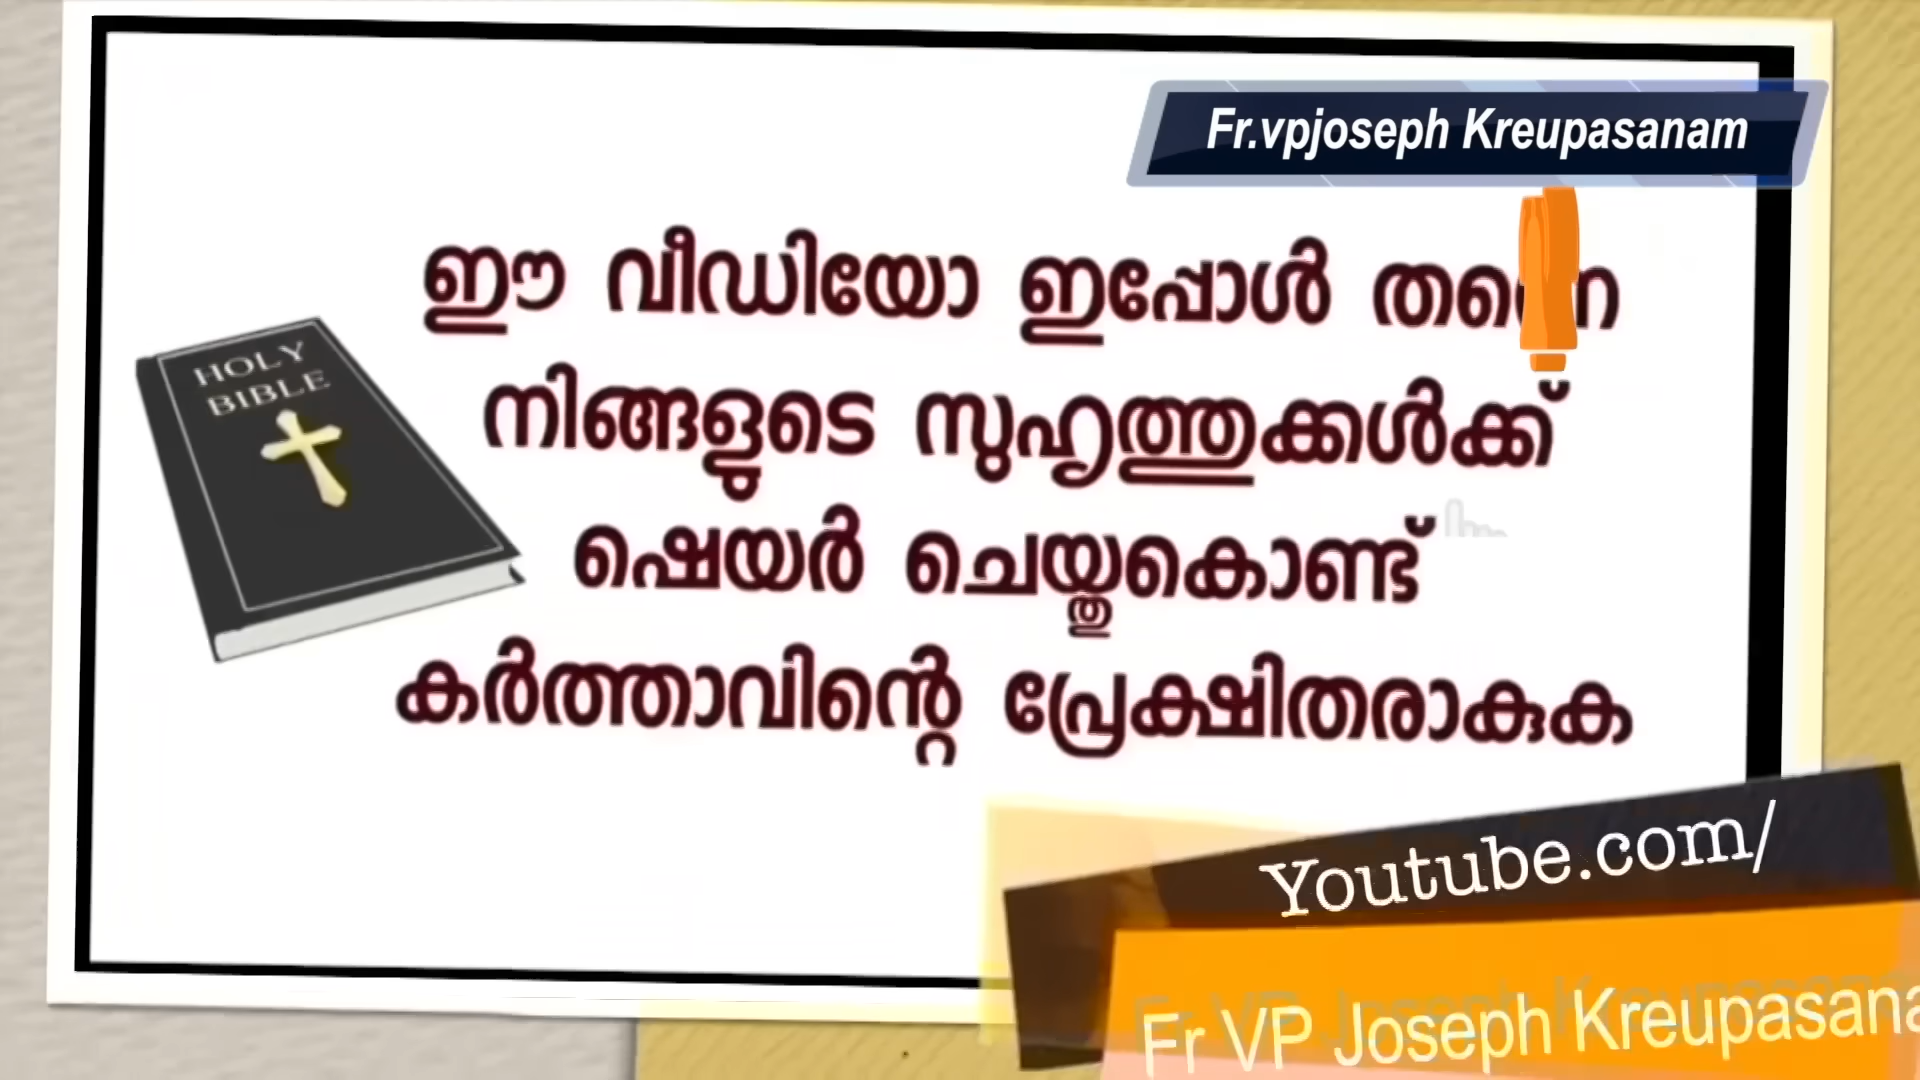 Fr.vpjoseph Kreupasanam
ഈ വീഡിയോ ഇപ്പോൾ തന്നെ
നിങ്ങളുടെ സുഹൃത്തുക്കൾക്ക്
HOLY
BIBLE
ഷെയർ ചെയ്തുകൊണ്ട്
കർത്താവിന്റെ പ്രേക്ഷിതരാകുക
Youtube.com/
Fr VP Joseph Kreupasana